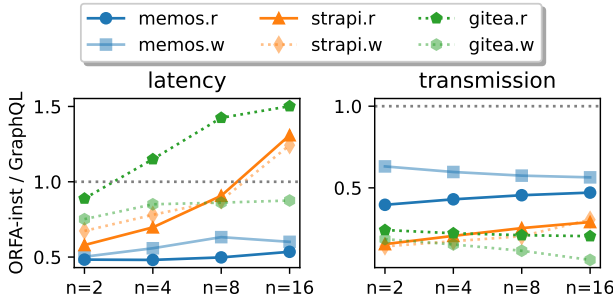 memos.r strapi.r gitea.r
memos.w strapi.w gitea.w
latency
transmission
ORFA-inst / GraphQL
1.5
1.0
0.5
n=2 n=4 n=8 n=16
1.0
0.5
n=2 n=4 n=8 n=16